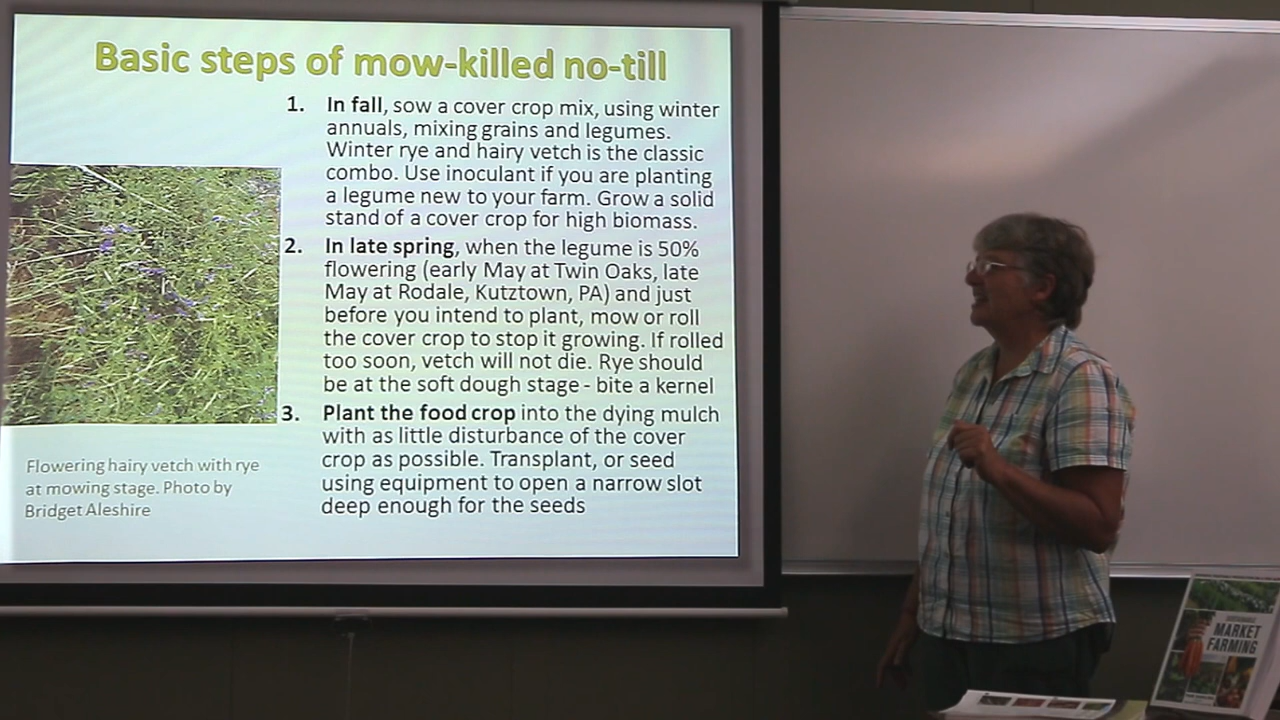 Basic steps of mow-killed no-till
1. In fall, sow a cover crop mix, using winter
annuals, mixing grains and legumes.
Winter rye and hairy vetch is the classic
combo. Use inoculant if you are planting
a legume new to your farm. Grow a solid
stand of a cover crop for high biomass.
2. In late spring, when the legume is 50%
flowering (early May at Twin Oaks, late
May at Rodale, Kutztown, PA) and just
before you intend to plant, mow or roll
the cover crop to stop it growing. If rolled
too soon, vetch will not die. Rye should
be at the soft dough stage - bite a kernel
3. Plant the food crop into the dying mulch
with as little disturbance of the cover
crop as possible. Transplant, or seed
using equipment to open a narrow slot
deep enough for the seeds
Flowering hairy vetch with rye
at mowing stage. Photo by
Bridget Aleshire
SUSTAINABLE
MARKET
FARMING